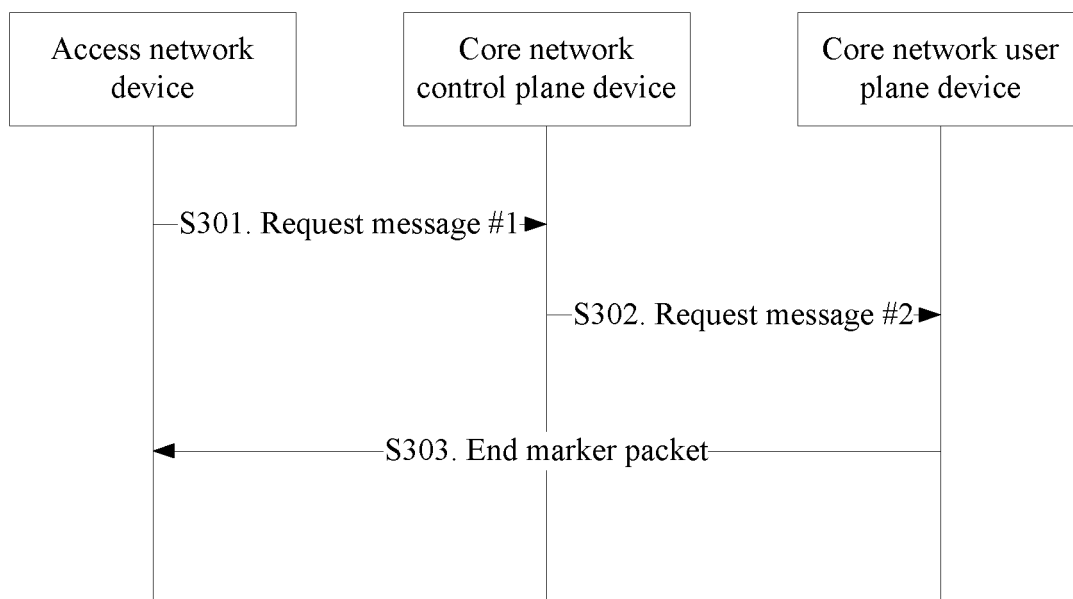 Access network
device
Core network
control plane device
Core network user
plane device
S301. Request message #1
S302. Request message #2
S303. End marker packet